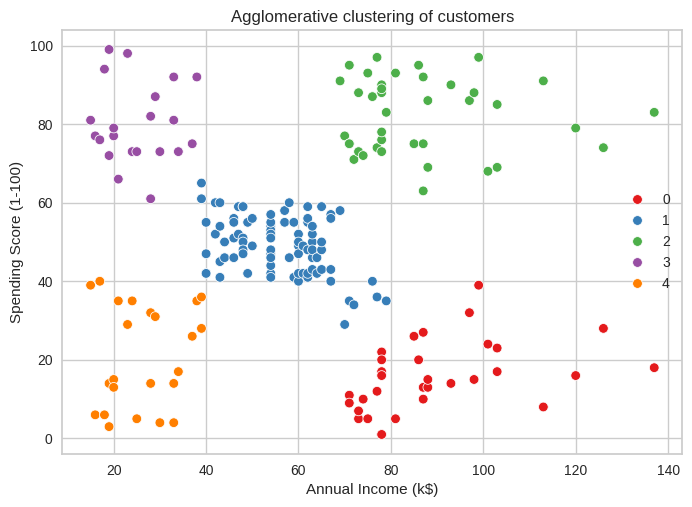 Agglomerative clustering of customers
Spending Score (1-100)
100
80
60
40
20
0
0
1
2
3
4
20 40 60 80 100 120 140
Annual Income (k$)